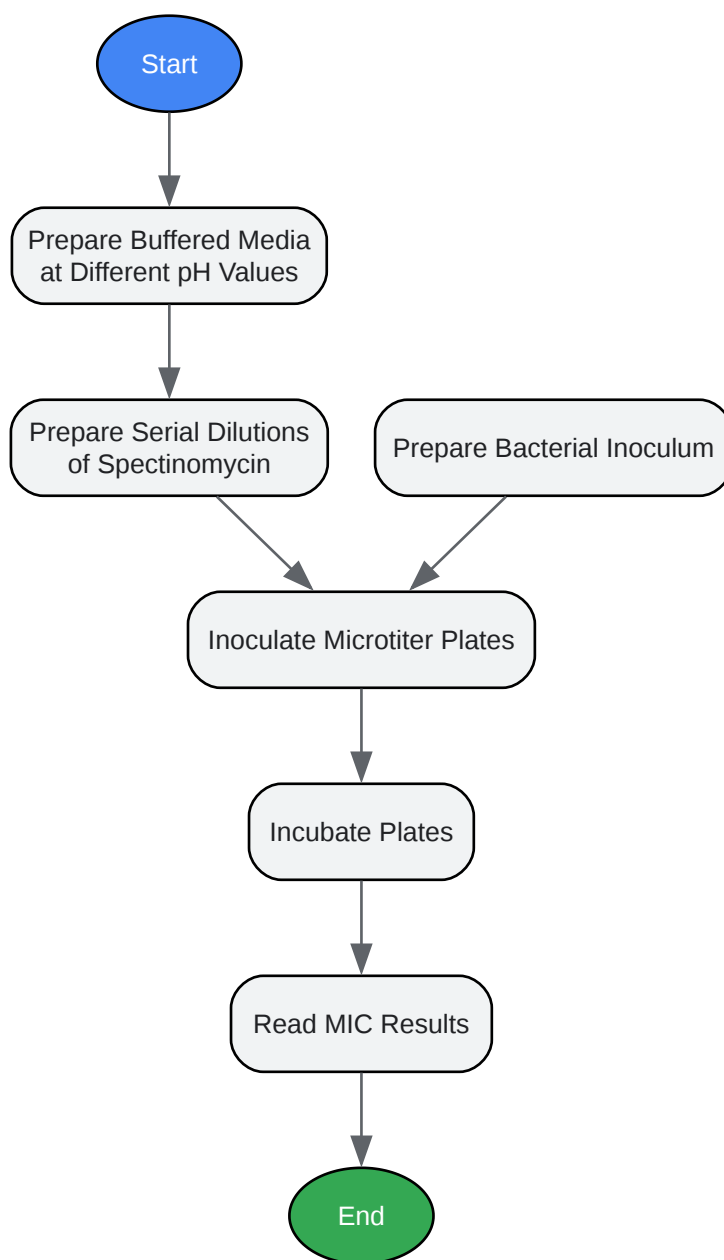 Start
Prepare Buffered Media
at Different pH Values
Prepare Serial Dilutions
of Spectinomycin
Prepare Bacterial Inoculum
Inoculate Microtiter Plates
Incubate Plates
Read MIC Results
End